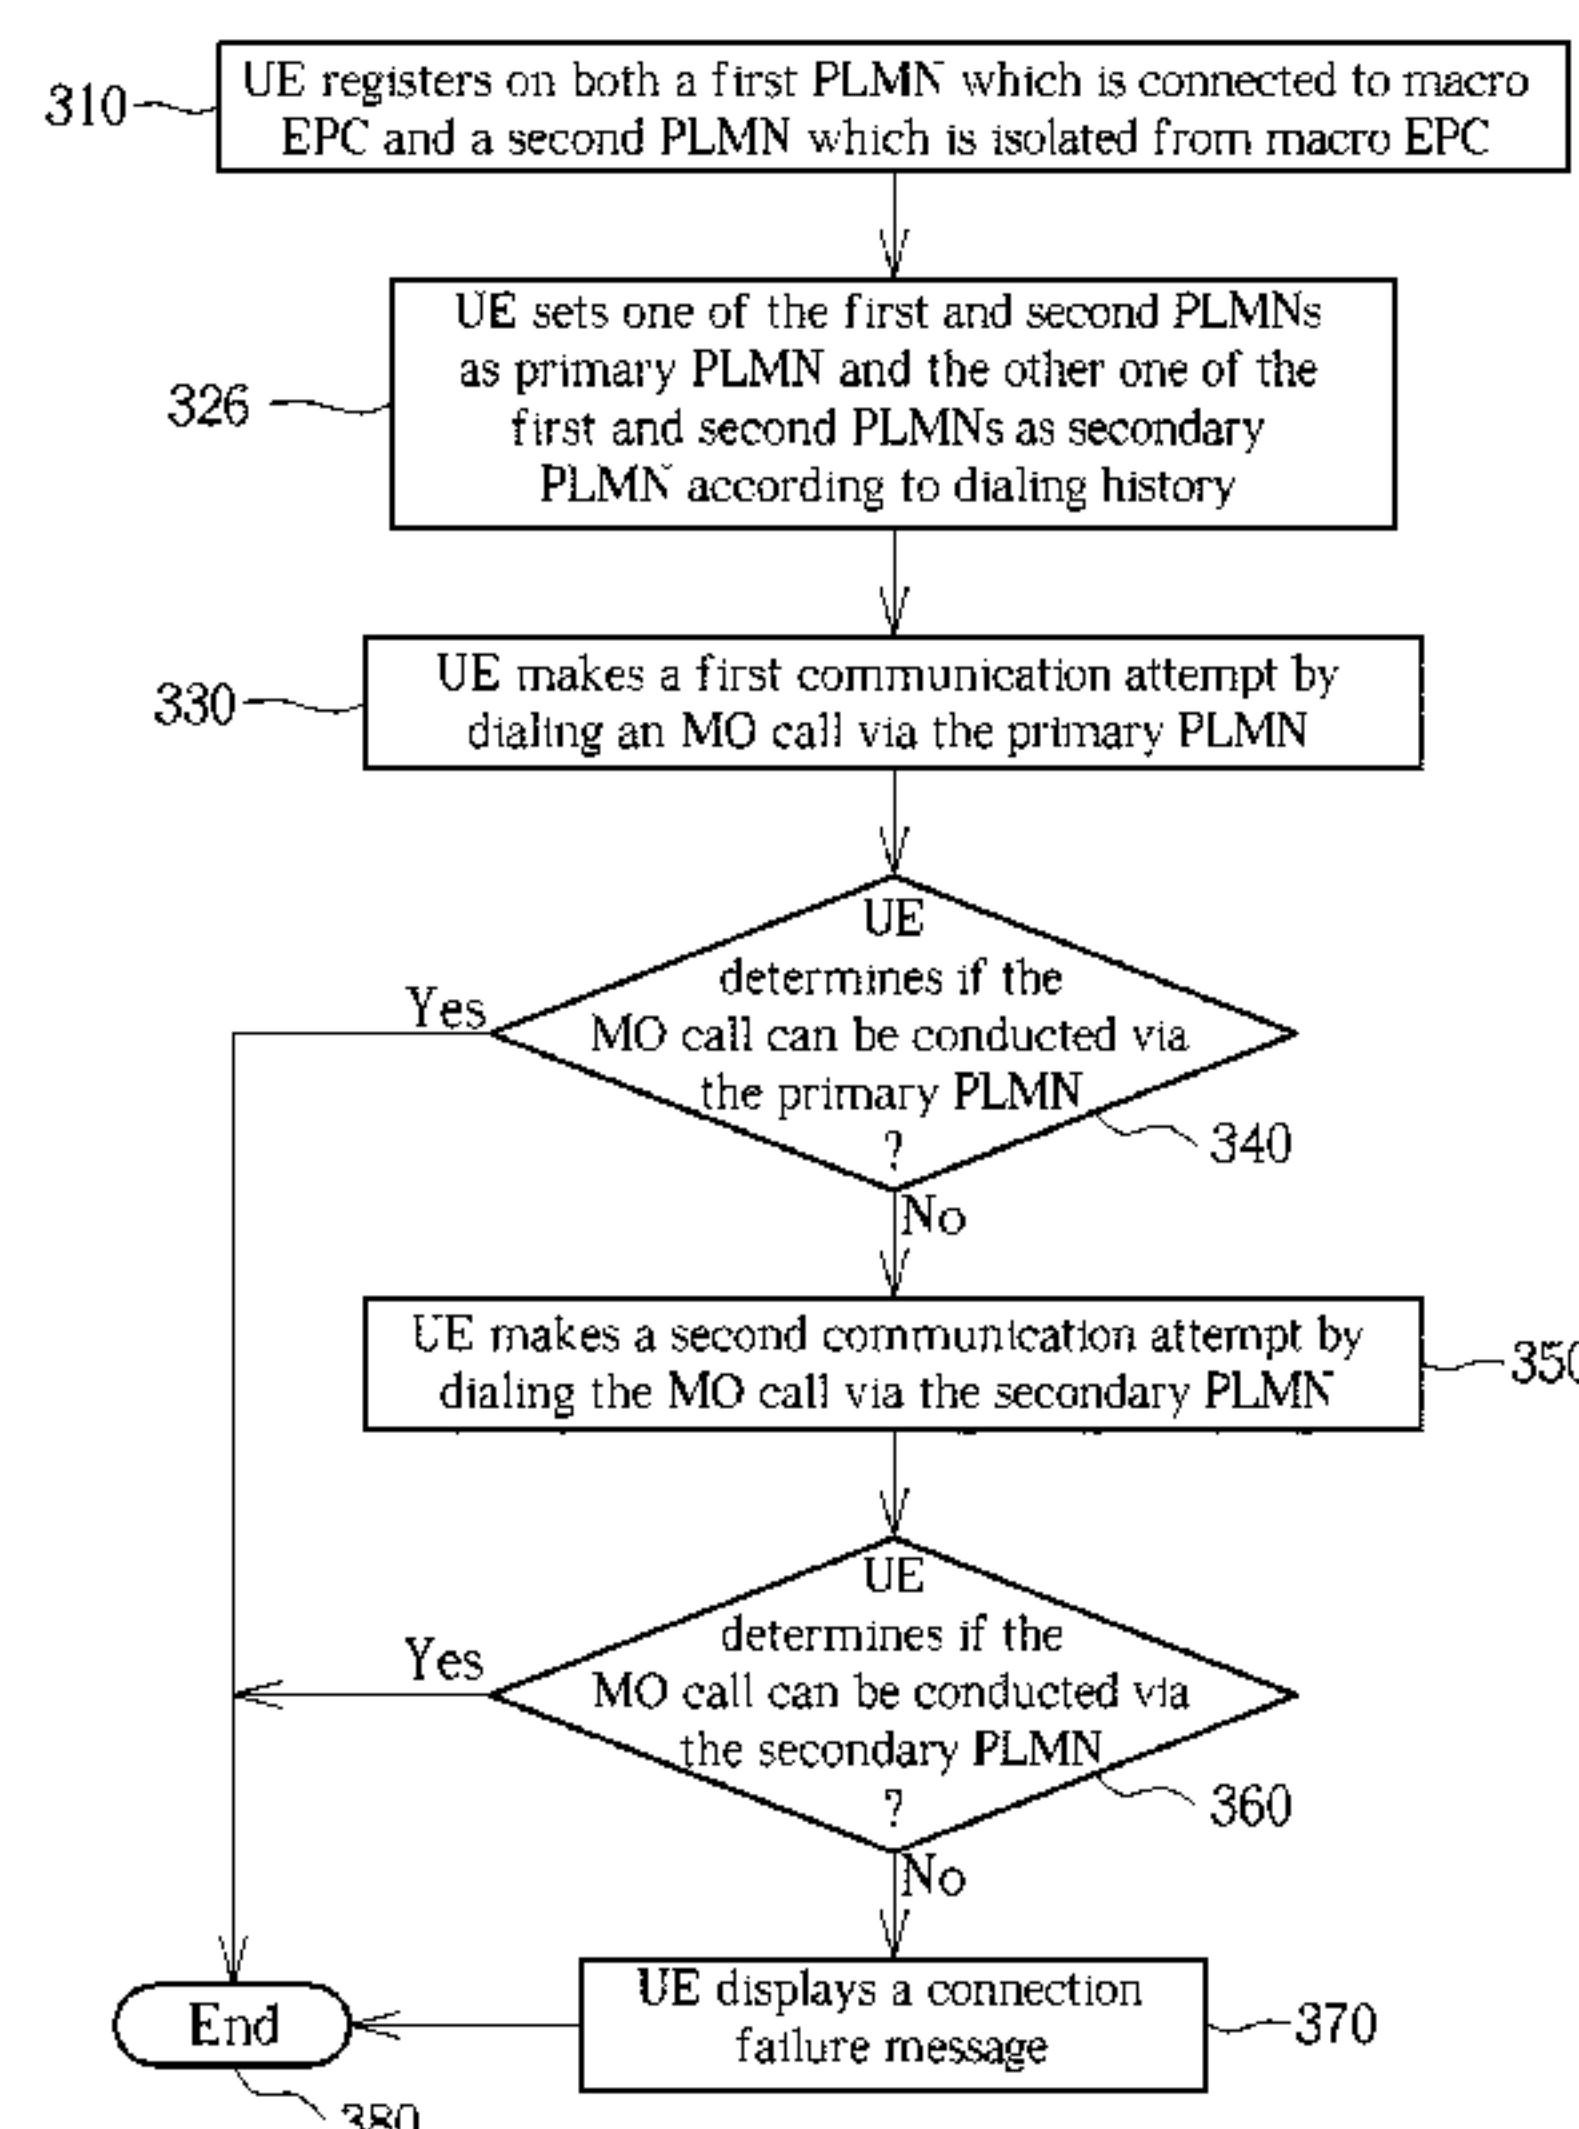 310
UE registers on both a first PLMN which is connected to macro
EPC and a second PLMN which is isolated from macro EPC
326
UE sets one of the first and second PLMNs
as primary PLMN and the other one of the
first and second PLMNs as secondary
PLMN according to dialing history
330
UE makes a first communication attempt by
dialing an MO call via the primary PLMN
UE
determines if the
MO call can be conducted via
the primary PLMN
?
Yes
340
No
UE makes a second communication attempt by
dialing the MO call via the secondary PLMN
350
UE
determines if the
MO call can be conducted via
the secondary PLMN
?
Yes
360
No
UE displays a connection
failure message
370
End
380